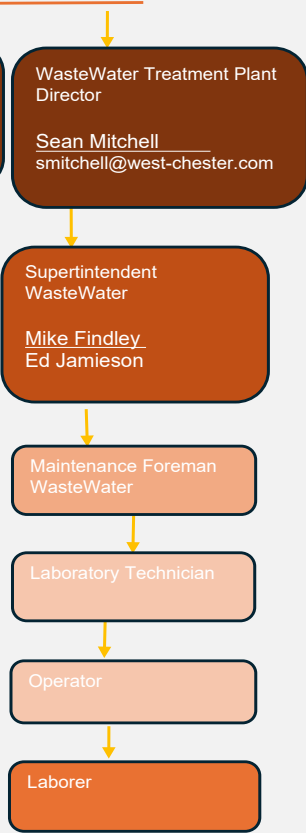 WasteWater Treatment Plant
Director
Sean Mitchell
smitchell@west-chester.com
Supertintendent
WasteWater
Mike Findley
Ed Jamieson
Maintenance Foreman
WasteWater
Laboratory Technician
Operator
Laborer